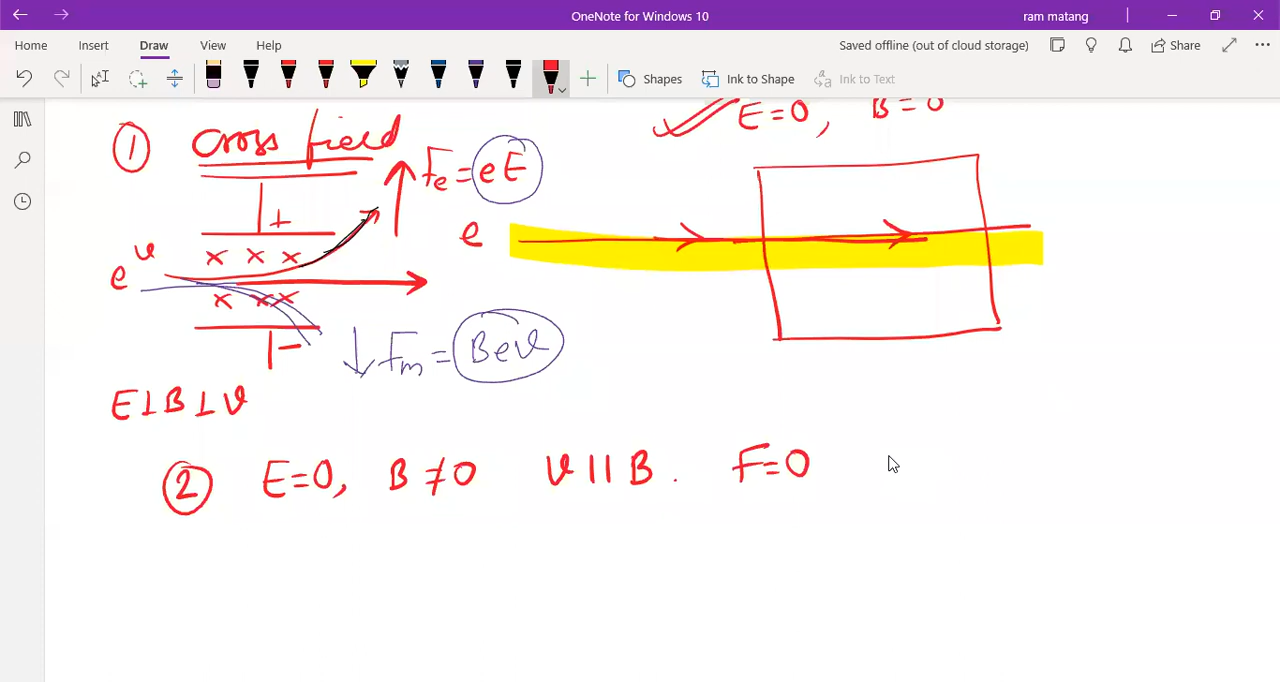 OneNote for Windows 10
ram matang
Home Insert Draw View Help
Saved offline (out of cloud storage)
Share
Shapes
Ink to Shape
Ink to Text
① Cross field
E=0, B=0
Fe = eE
+
e v
x x x
x x x
e
−
Fm = Bev
E⊥B⊥v
② E=0, B≠0 v||B. F=0